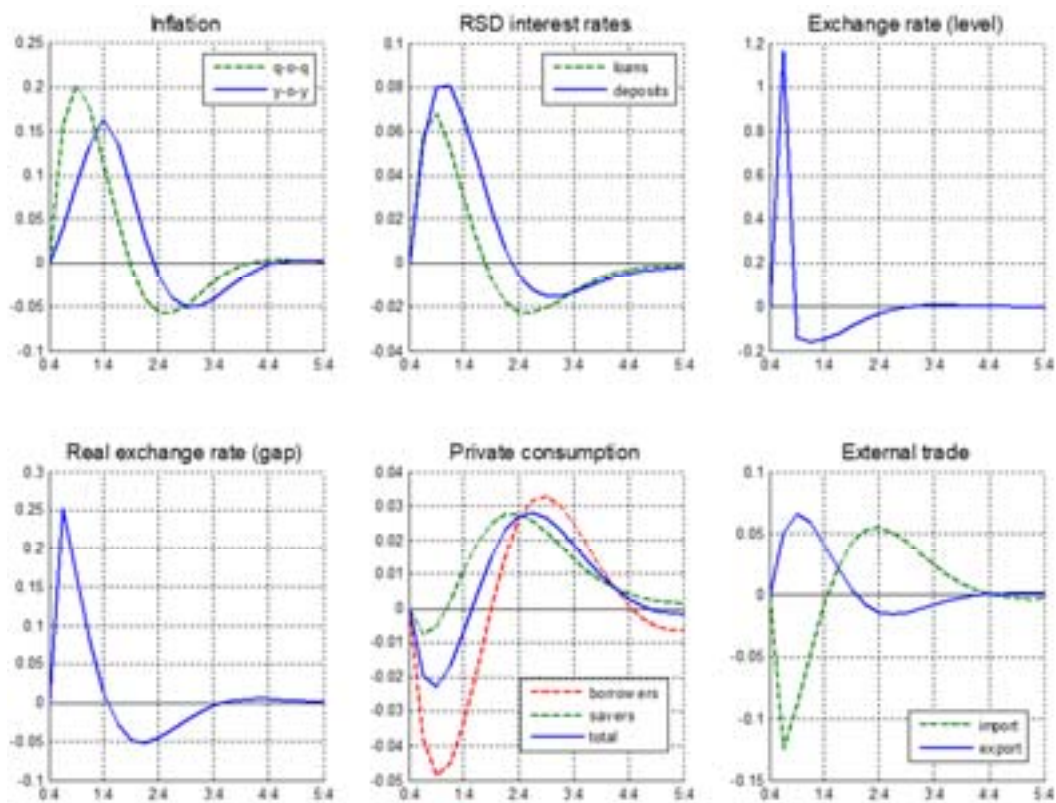 Inflation
0.25
0.2
0.15
0.1
0.05
0
-0.05
-0.1
q-o-q
y-o-y
0:4 1:4 2:4 3:4 4:4 5:4
RSD interest rates
0.1
0.08
0.06
0.04
0.02
0
-0.02
-0.04
loans
deposits
0:4 1:4 2:4 3:4 4:4 5:4
Exchange rate (level)
1.2
1
0.8
0.6
0.4
0.2
0
-0.2
0:4 1:4 2:4 3:4 4:4 5:4
Real exchange rate (gap)
0.3
0.25
0.2
0.15
0.1
0.05
0
-0.05
-0.1
0:4 1:4 2:4 3:4 4:4 5:4
Private consumption
0.04
0.03
0.02
0.01
0
-0.01
-0.02
-0.03
-0.04
-0.05
borrowers
savers
total
0:4 1:4 2:4 3:4 4:4 5:4
External trade
0.1
0.05
0
-0.05
-0.1
-0.15
import
export
0:4 1:4 2:4 3:4 4:4 5:4